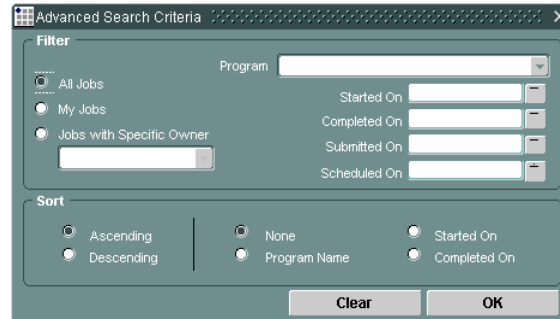 Advanced Search Criteria
Filter
Program
All Jobs
Started On
My Jobs
Completed On
Jobs with Specific Owner
Submitted On
Scheduled On
Sort
Ascending
None
Started On
Descending
Program Name
Completed On
Clear
OK